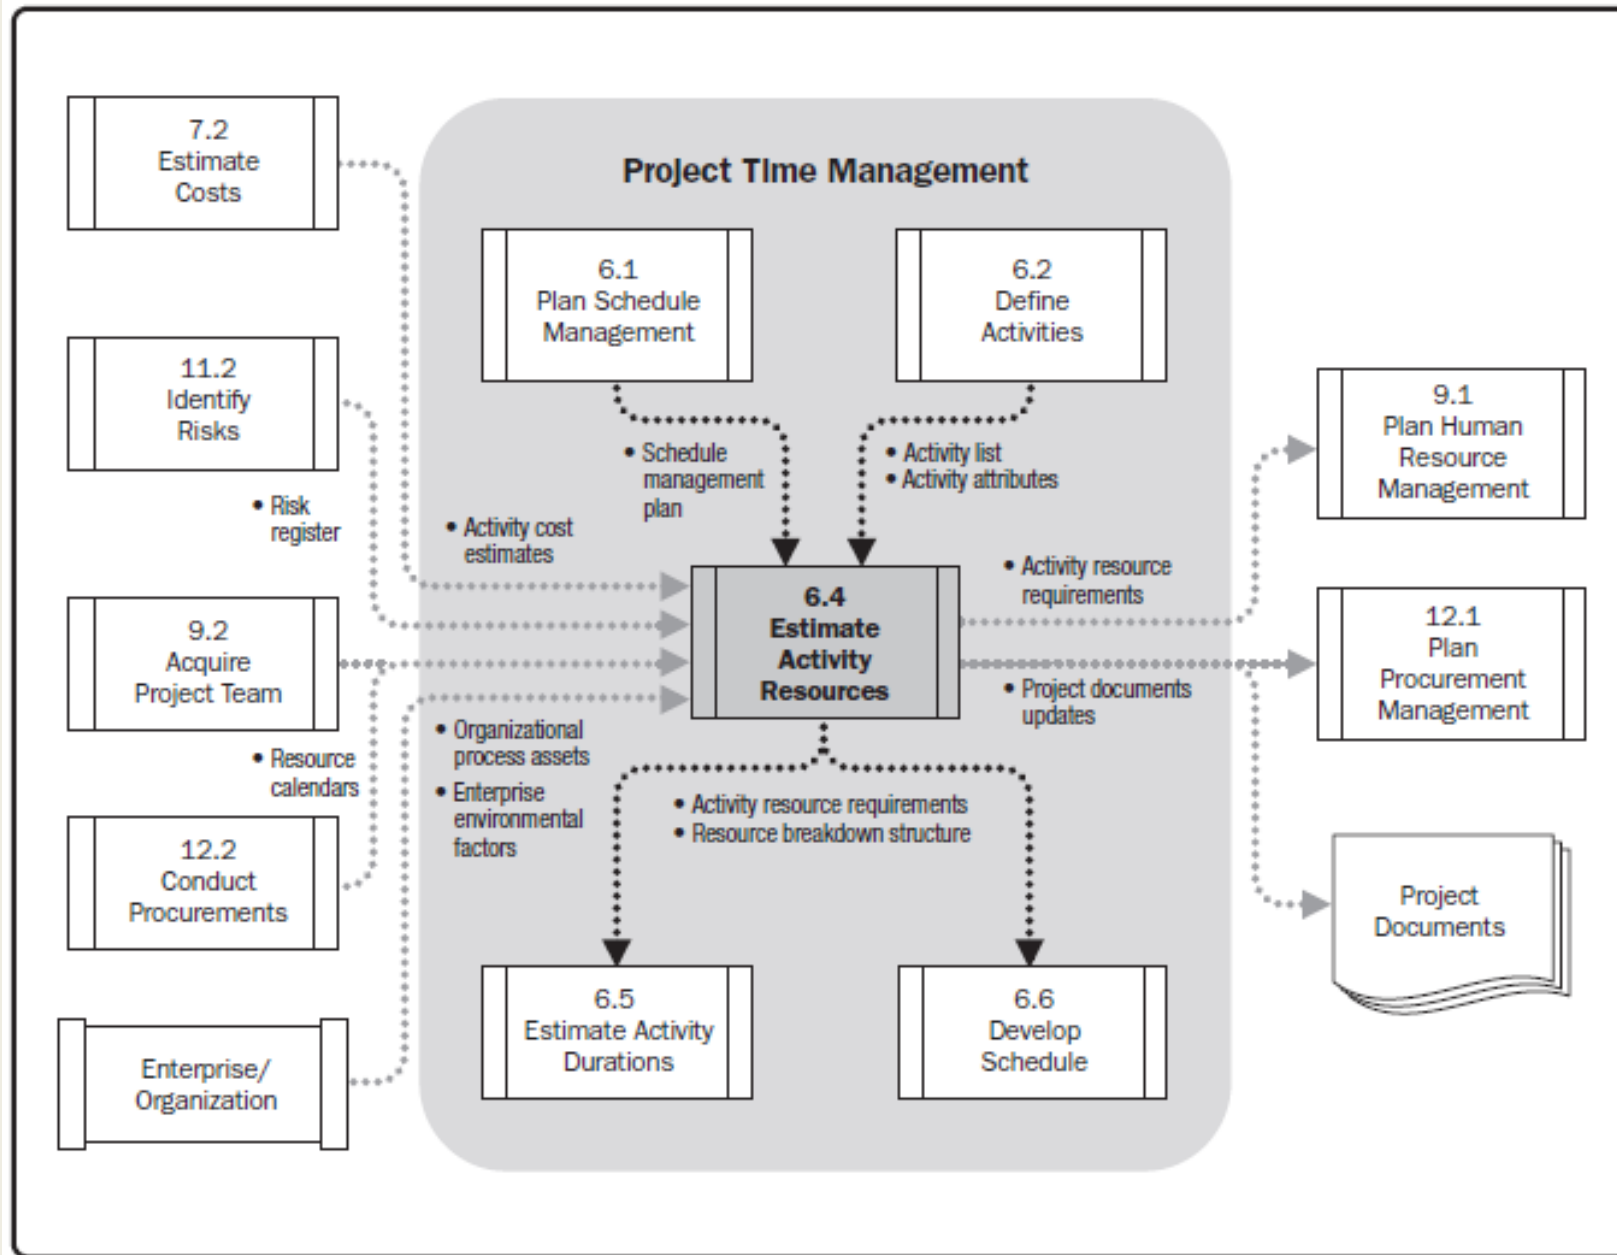 Project Time Management
7.2
Estimate
Costs
6.1
Plan Schedule
Management
6.2
Define
Activities
11.2
Identify
Risks
9.1
Plan Human
Resource
Management
• Schedule
management
plan
• Activity list
• Activity attributes
• Risk
register
• Activity cost
estimates
6.4
Estimate
Activity
Resources
• Activity resource
requirements
9.2
Acquire
Project Team
12.1
Plan
Procurement
Management
• Project documents
updates
• Resource
calendars
• Organizational
process assets
• Enterprise
environmental
factors
• Activity resource requirements
• Resource breakdown structure
12.2
Conduct
Procurements
Project
Documents
Enterprise/
Organization
6.5
Estimate Activity
Durations
6.6
Develop
Schedule